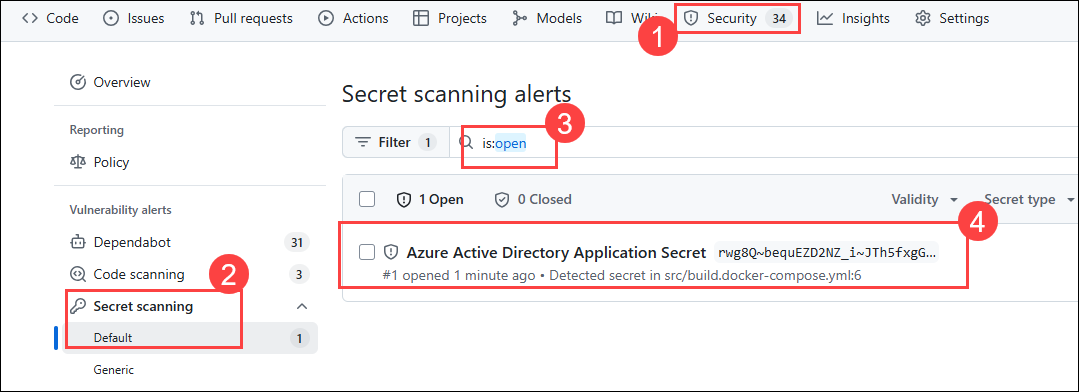 Code Issues Pull requests Actions Projects Models Wiki Security 34 Insights Settings
1
Overview
Secret scanning alerts
Reporting
3
Filter 1 is:open
Policy
1 Open 0 Closed Validity Secret type
Vulnerability alerts
4
Dependabot 31
Azure Active Directory Application Secret rwg8Q~bequEZD2NZ_i~JTh5fxgG…
Code scanning 3
2
#1 opened 1 minute ago • Detected secret in src/build.docker-compose.yml:6
Secret scanning
Default 1
Generic